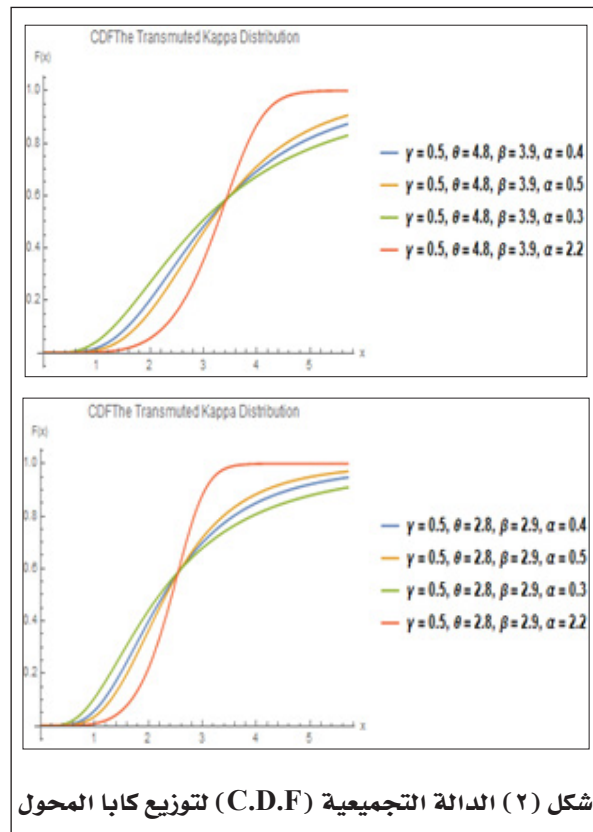 CDFThe Transmuted Kappa Distribution
F(x)
1.0
0.8
0.6
0.4
0.2
1 2 3 4 5 x
γ = 0.5, θ = 4.8, β = 3.9, α = 0.4
γ = 0.5, θ = 4.8, β = 3.9, α = 0.5
γ = 0.5, θ = 4.8, β = 3.9, α = 0.3
γ = 0.5, θ = 4.8, β = 3.9, α = 2.2
CDFThe Transmuted Kappa Distribution
F(x)
1.0
0.8
0.6
0.4
0.2
1 2 3 4 5 x
γ = 0.5, θ = 2.8, β = 2.9, α = 0.4
γ = 0.5, θ = 2.8, β = 2.9, α = 0.5
γ = 0.5, θ = 2.8, β = 2.9, α = 0.3
γ = 0.5, θ = 2.8, β = 2.9, α = 2.2
شكل (٢) الدالة التجميعية (C.D.F) لتوزيع كابا المحول